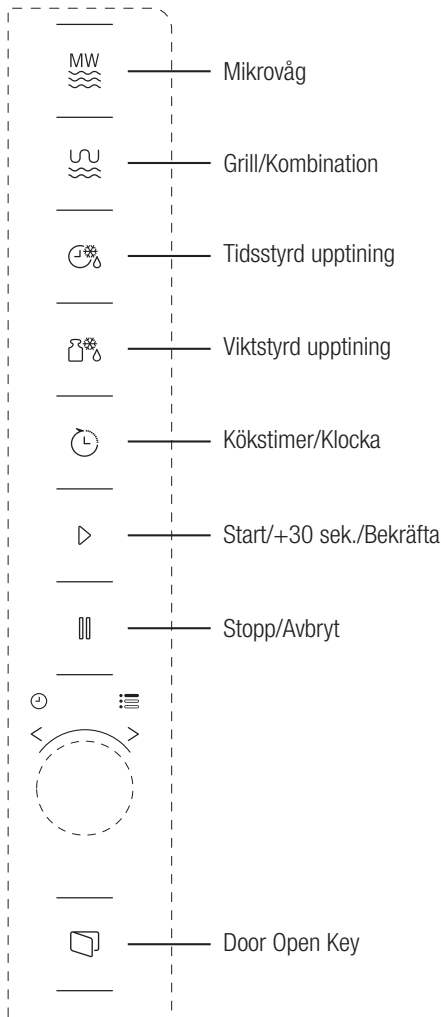 MW
Mikrovåg
Grill/Kombination
Tidsstyrd upptining
Viktstyrd upptining
Kökstimer/Klocka
Start/+30 sek./Bekräfta
Stopp/Avbryt
Door Open Key